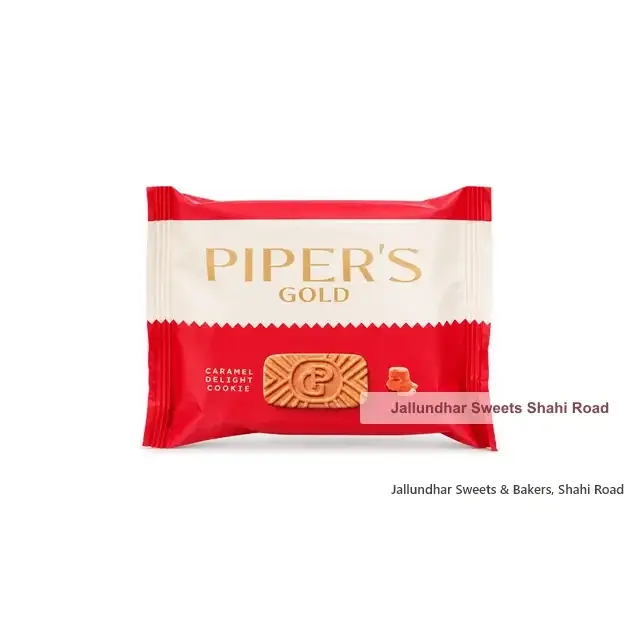 PIPER'S
GOLD
CARAMEL
DELIGHT
COOKIE
Jallundhar Sweets Shahi Road
Jallundhar Sweets & Bakers, Shahi Road